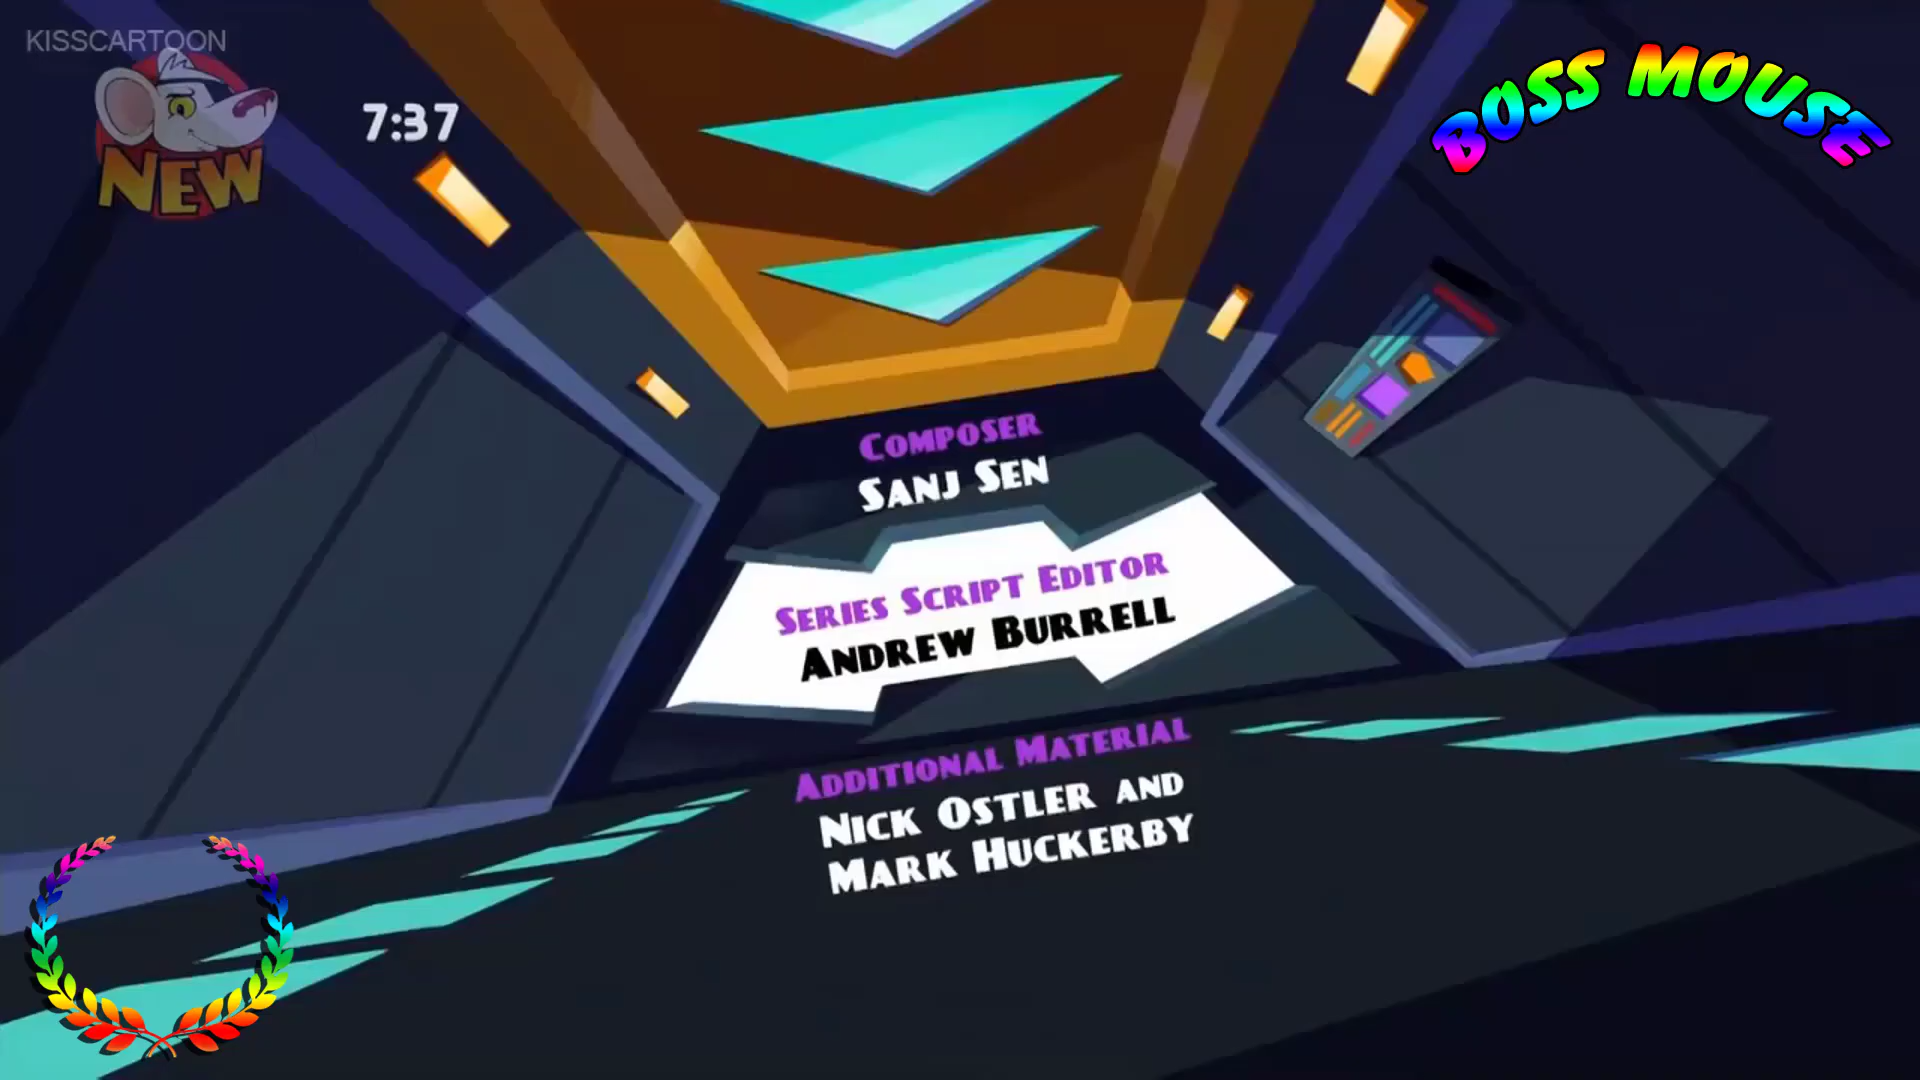 KISSCARTOON
NEW
7:37
BOSS MOUSE
COMPOSER
SANJ SEN
SERIES SCRIPT EDITOR
ANDREW BURRELL
ADDITIONAL MATERIAL
NICK OSTLER AND
MARK HUCKERBY